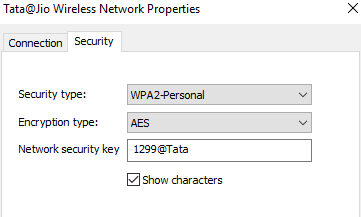 Tata@Jio Wireless Network Properties
Connection Security
Security type: WPA2-Personal
Encryption type: AES
Network security key 1299@Tata
Show characters